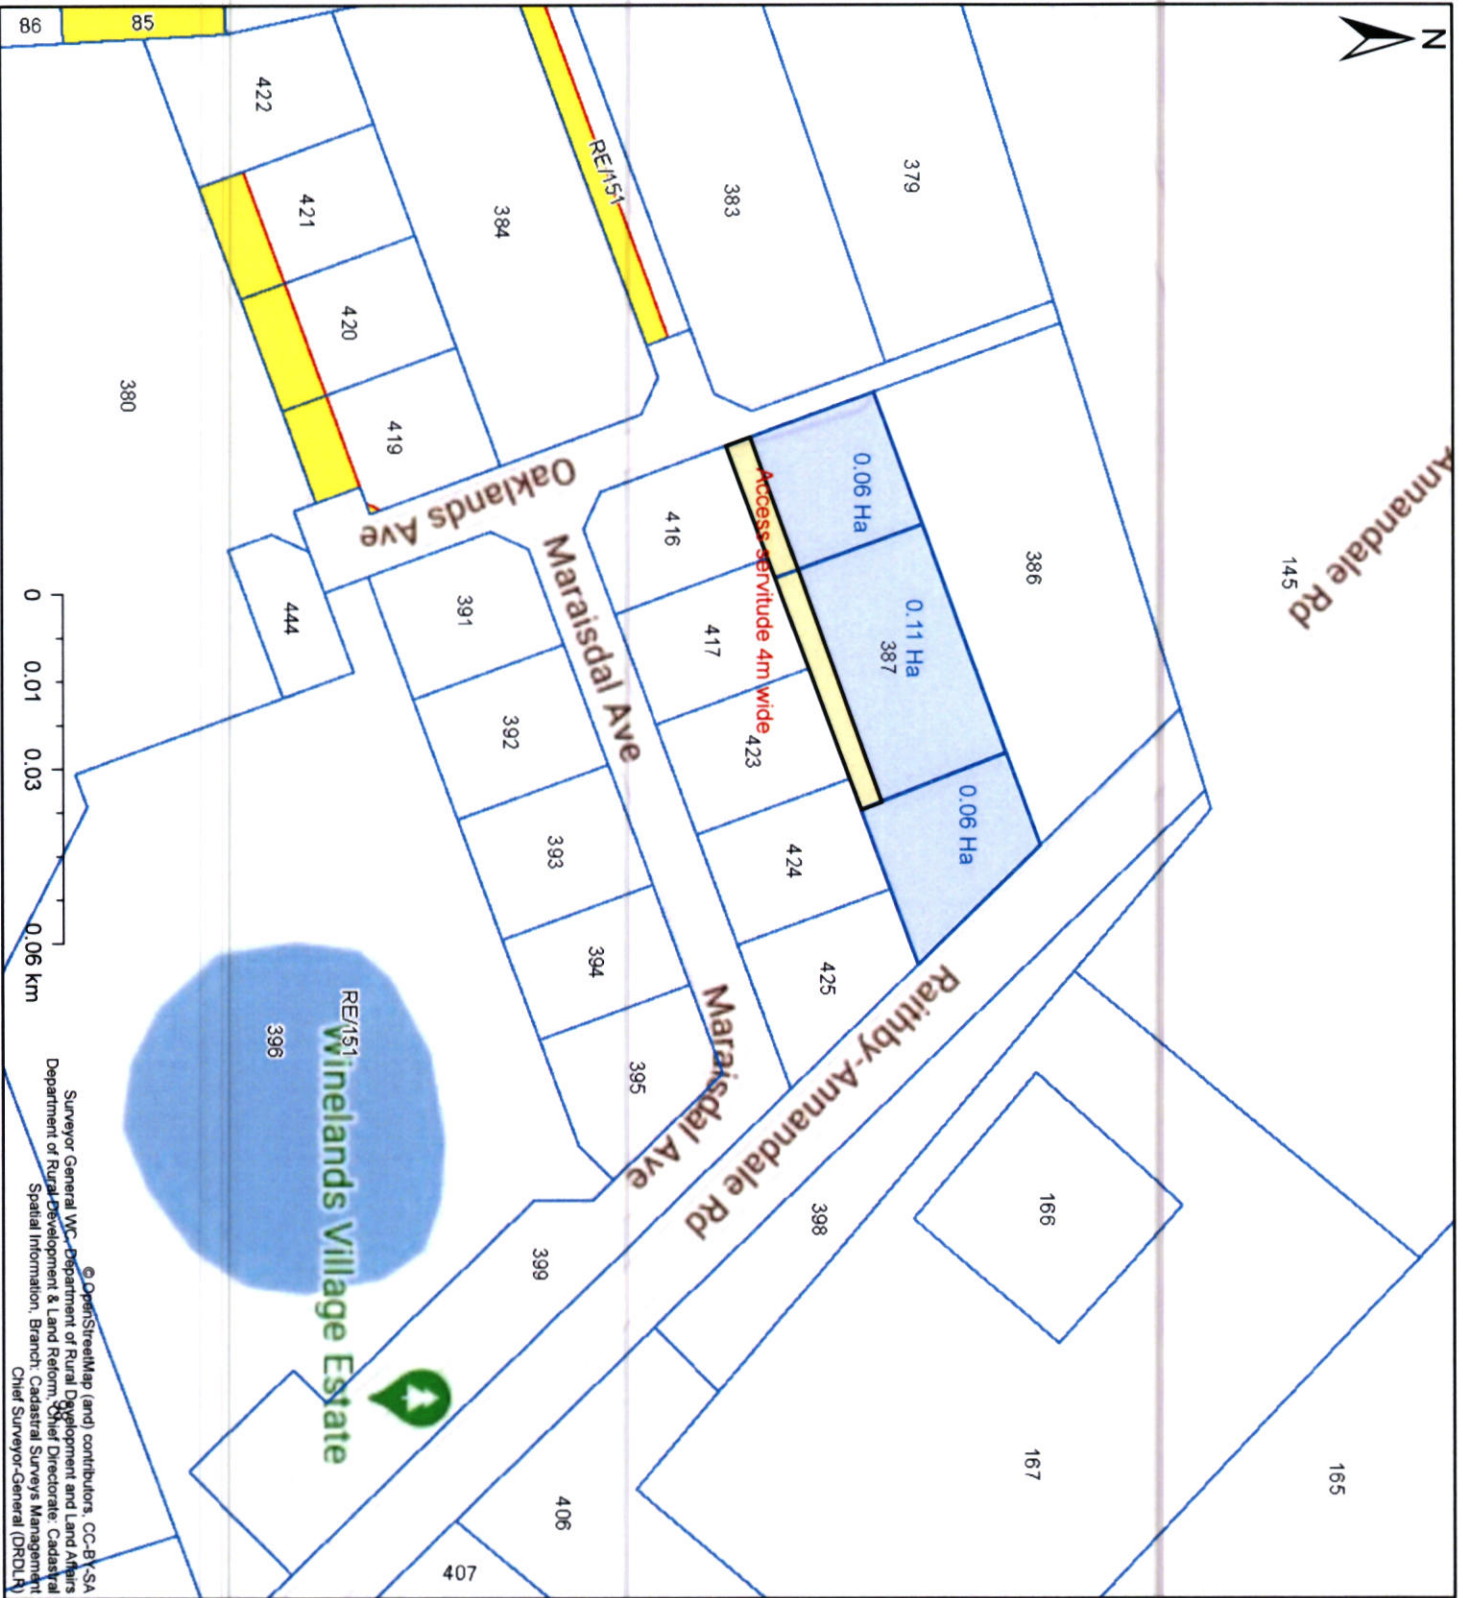 N
Annandale Rd
145
379
386
383
0.06 Ha
0.11 Ha
387
0.06 Ha
Access servitude 4m wide
RE/151
384
416
417
423
424
425
Raithby-Annandale Rd
Maraisdal Ave
Maraisdal Ave
Oaklands Ave
85
86
422
421
420
419
380
391
392
393
394
395
444
166
165
167
398
399
406
407
RE/151
396
Winelands Village Estate
0 0.01 0.03 0.06 km
© OpenStreetMap (and) contributors, CC-BY-SA
Surveyor General WC, Department of Rural Development and Land Affairs
Department of Rural Development & Land Reform, Chief Directorate: Cadastral
Spatial Information, Branch: Cadastral Surveys Management
Chief Surveyor-General (DRDLR)